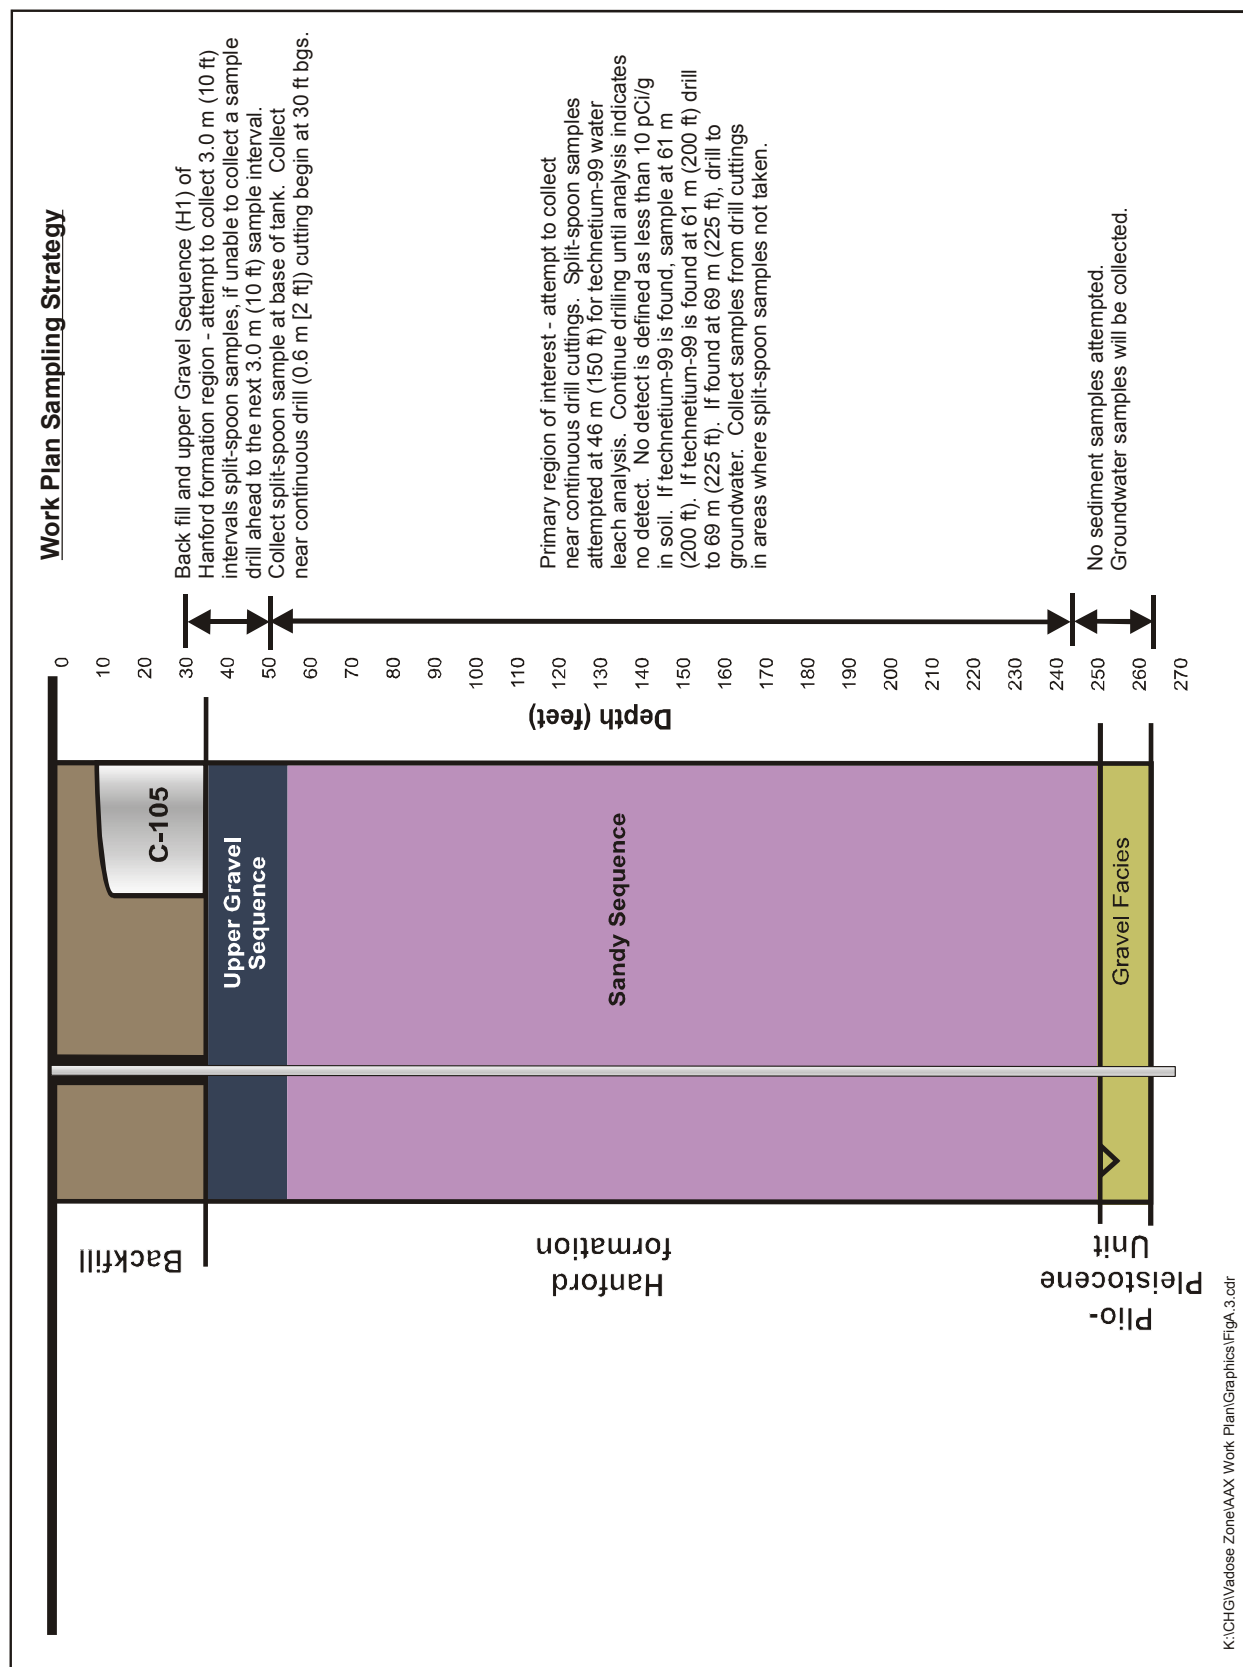 Work Plan Sampling Strategy
Back fill and upper Gravel Sequence (H1) of
Hanford formation region - attempt to collect 3.0 m (10 ft)
intervals split-spoon samples, if unable to collect a sample
drill ahead to the next 3.0 m (10 ft) sample interval.
Collect split-spoon sample at base of tank. Collect
near continuous drill (0.6 m [2 ft]) cutting begin at 30 ft bgs.
Primary region of interest - attempt to collect
near continuous drill cuttings. Split-spoon samples
attempted at 46 m (150 ft) for technetium-99 water
leach analysis. Continue drilling until analysis indicates
no detect. No detect is defined as less than 10 pCi/g
in soil. If technetium-99 is found, sample at 61 m
(200 ft). If technetium-99 is found at 61 m (200 ft) drill
to 69 m (225 ft). If found at 69 m (225 ft), drill to
groundwater. Collect samples from drill cuttings
in areas where split-spoon samples not taken.
No sediment samples attempted.
Groundwater samples will be collected.
0
10
20
30
40
50
60
70
80
90
100
110
120
130
140
150
160
170
180
190
200
210
220
230
240
250
260
270
Depth (feet)
C-105
Upper Gravel
Sequence
Sandy Sequence
Gravel Facies
Backfill
Hanford
formation
Plio-
Pleistocene
Unit
K:\CHG\Vadose Zone\AAX Work Plan\Graphics\FigA.3.cdr